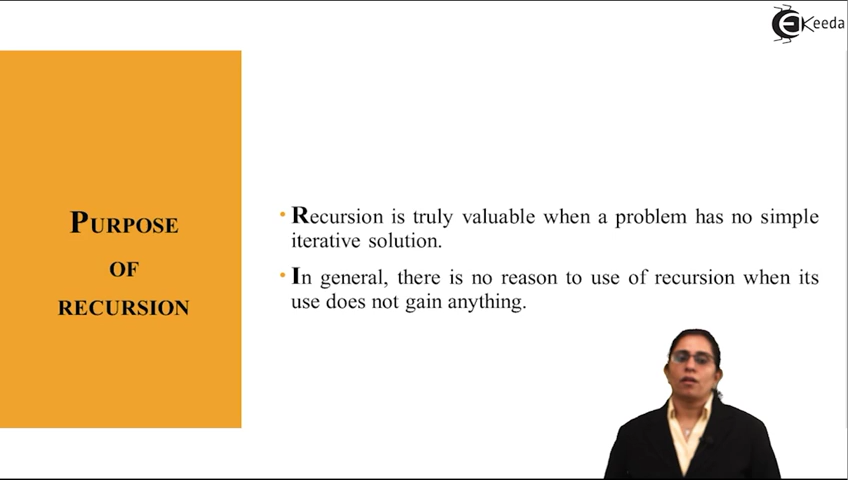 EKeeda
PURPOSE
OF
RECURSION
• Recursion is truly valuable when a problem has no simple
iterative solution.
• In general, there is no reason to use of recursion when its
use does not gain anything.